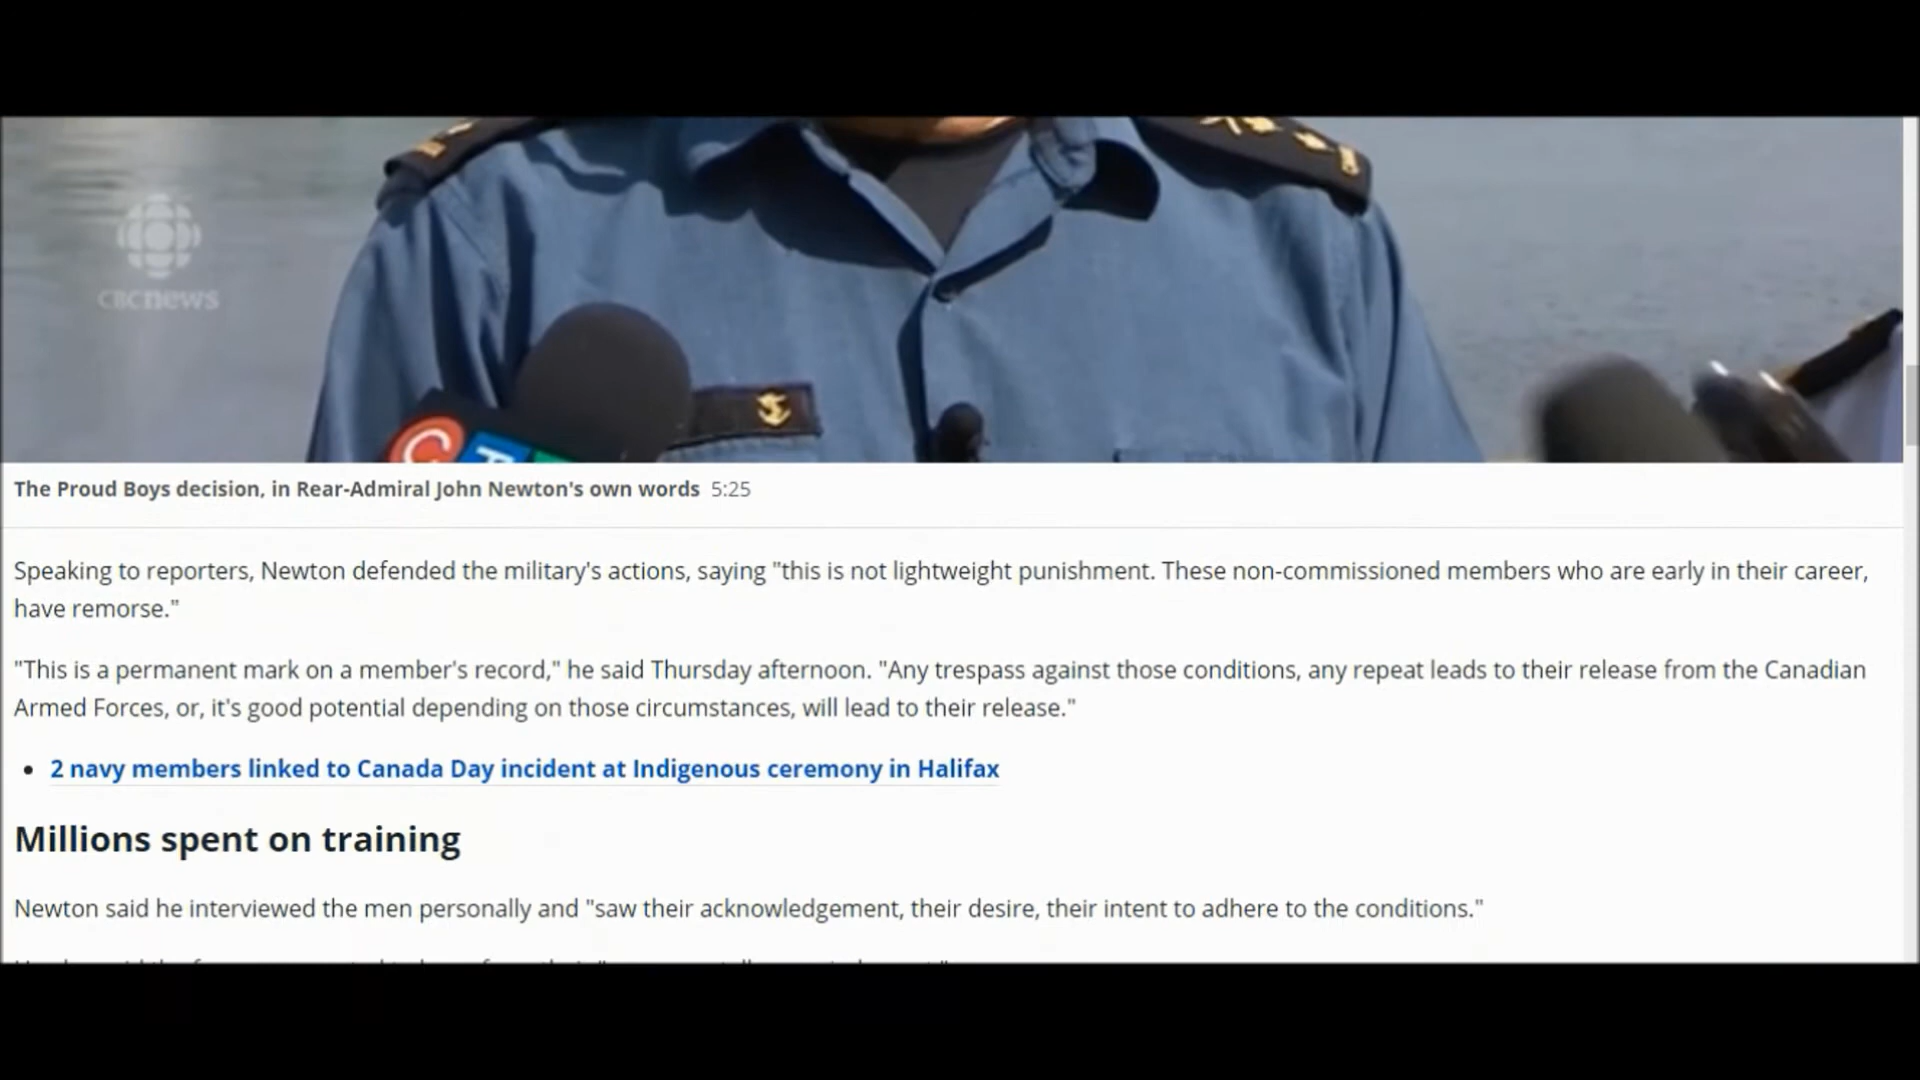 CBCnews
The Proud Boys decision, in Rear-Admiral John Newton's own words 5:25
Speaking to reporters, Newton defended the military's actions, saying "this is not lightweight punishment. These non-commissioned members who are early in their career,
have remorse."
"This is a permanent mark on a member's record," he said Thursday afternoon. "Any trespass against those conditions, any repeat leads to their release from the Canadian
Armed Forces, or, it's good potential depending on those circumstances, will lead to their release."
• 2 navy members linked to Canada Day incident at Indigenous ceremony in Halifax
Millions spent on training
Newton said he interviewed the men personally and "saw their acknowledgement, their desire, their intent to adhere to the conditions."